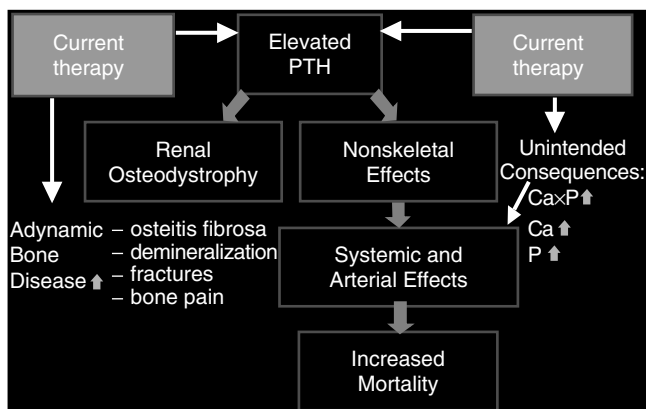 Current
therapy
Elevated
PTH
Current
therapy
Renal
Osteodystrophy
Nonskeletal
Effects
Unintended
Consequences:
Ca×P⬆
Ca⬆
P⬆
Adynamic
Bone
Disease⬆
– osteitis fibrosa
– demineralization
– fractures
– bone pain
Systemic and
Arterial Effects
Increased
Mortality